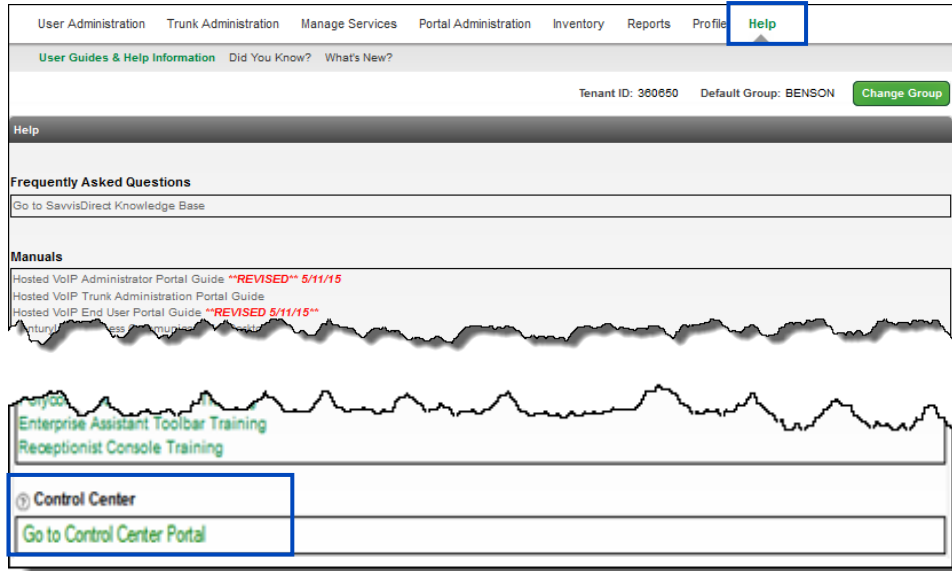 User Administration Trunk Administration Manage Services Portal Administration Inventory Reports Profile Help
User Guides & Help Information Did You Know? What's New?
Tenant ID: 360650 Default Group: BENSON Change Group
Help
Frequently Asked Questions
Go to SavvisDirect Knowledge Base
Manuals
Hosted VoIP Administrator Portal Guide **REVISED** 5/11/15
Hosted VoIP Trunk Administration Portal Guide
Hosted VoIP End User Portal Guide **REVISED 5/11/15**
Enterprise Assistant Toolbar Training
Receptionist Console Training
? Control Center
Go to Control Center Portal